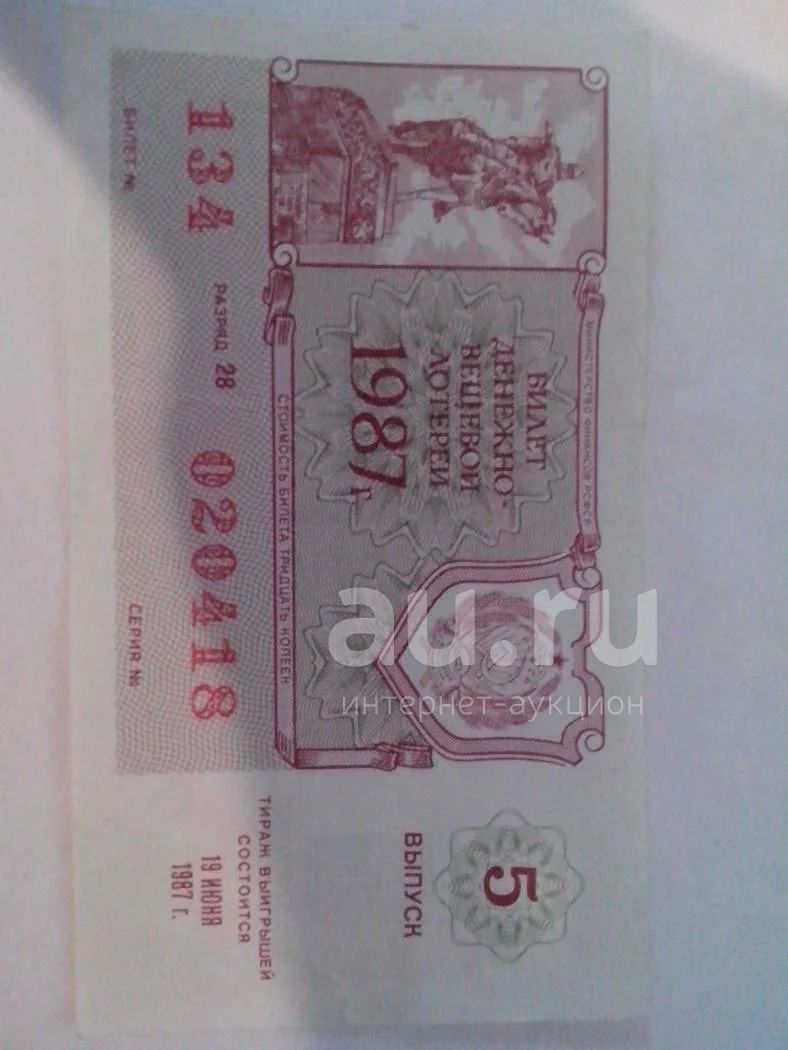 МИНИСТЕРСТВО ФИНАНСОВ РСФСР
БИЛЕТ
ДЕНЕЖНО-
ВЕЩЕВОЙ
ЛОТЕРЕИ
1987 г.
СТОИМОСТЬ БИЛЕТА ТРИДЦАТЬ КОПЕЕК
5
ВЫПУСК
ТИРАЖ ВЫИГРЫШЕЙ
СОСТОИТСЯ
19 ИЮНЯ
1987 г.
134 РАЗРЯД 28 020418
БИЛЕТ № СЕРИЯ №
au.ru
интернет-аукцион